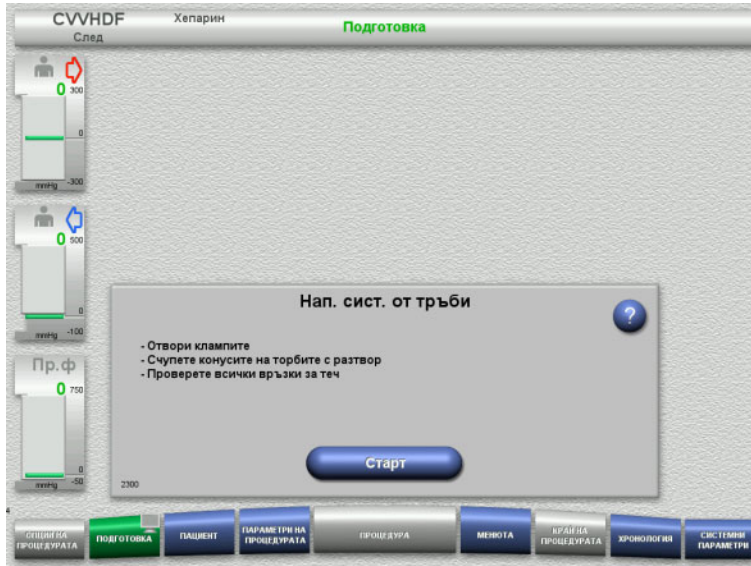 CVVHDF
Хепарин
Подготовка
След
0
300
0
mmHg
-300
0
500
0
mmHg
-100
Нап. сист. от тръби
?
- Отвори клампите
- Счупете конусите на торбите с разтвор
- Проверете всички връзки за теч
Пр.ф
0
750
0
mmHg
-50
2300
Старт
4
ОПЦИИ НА ПРОЦЕДУРАТА
ПОДГОТОВКА
ПАЦИЕНТ
ПАРАМЕТРИ НА ПРОЦЕДУРАТА
ПРОЦЕДУРА
МЕНЮТА
КРАЙ НА ПРОЦЕДУРАТА
ХРОНОЛОГИЯ
СИСТЕМНИ ПАРАМЕТРИ